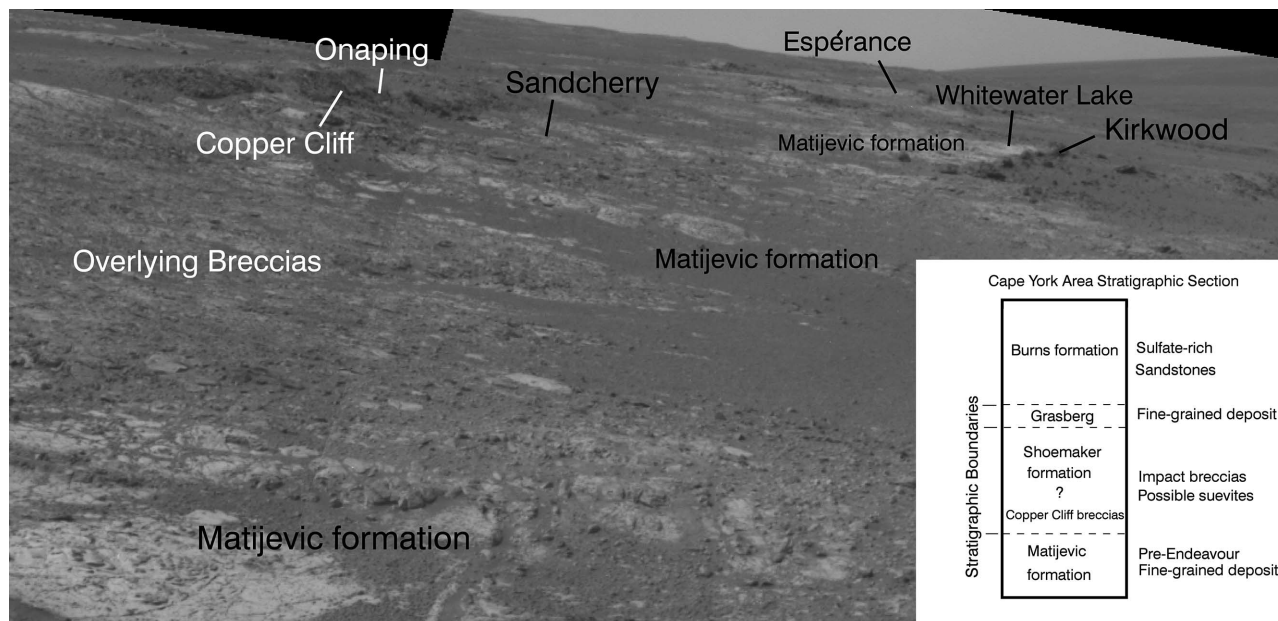 Onaping
Espérance
Sandcherry
Whitewater Lake
Copper Cliff
Matijevic formation
Kirkwood
Overlying Breccias
Matijevic formation
Matijevic formation
Cape York Area Stratigraphic Section
Stratigraphic Boundaries
Burns formation
Sulfate-rich
Sandstones
Grasberg
Fine-grained deposit
Shoemaker
formation
?
Copper Cliff breccias
Impact breccias
Possible suevites
Matijevic
formation
Pre-Endeavour
Fine-grained deposit